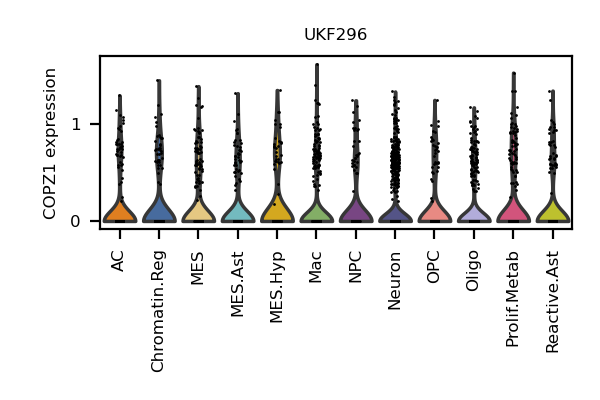 UKF296
COPZ1 expression
1
0
AC
Chromatin.Reg
MES
MES.Ast
MES.Hyp
Mac
NPC
Neuron
OPC
Oligo
Prolif.Metab
Reactive.Ast